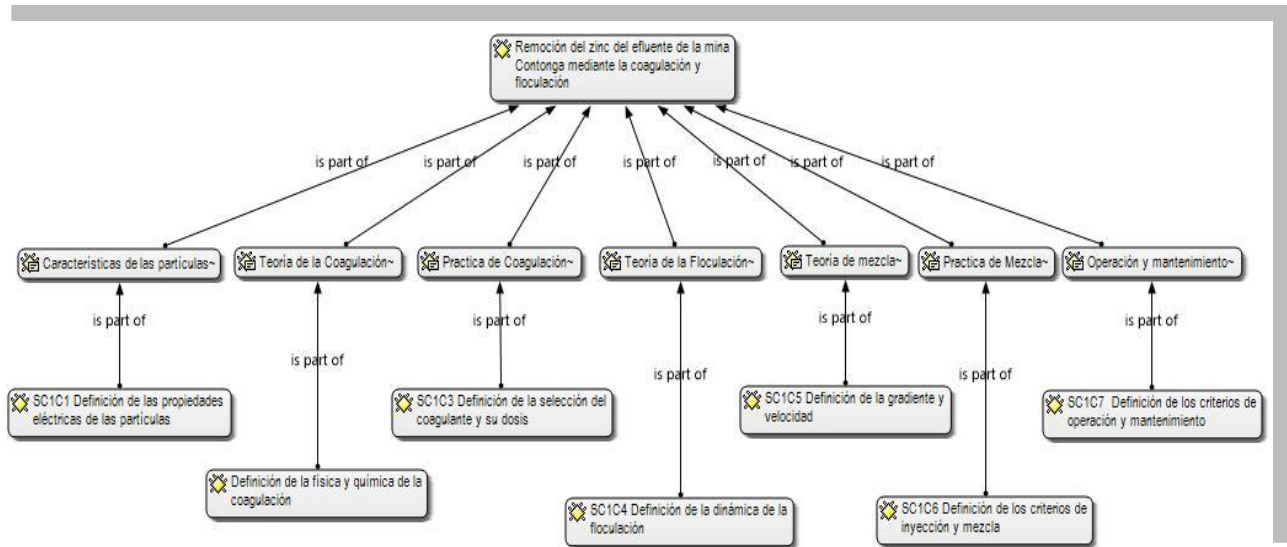 Remoción del zinc del efluente de la mina
Contonga mediante la coagulación y
floculación
is part of
is part of
is part of
is part of
is part of
is part of
is part of
Caracteristicas de las particulas~
Teoria de la Coagulación~
Practica de Coagulación~
Teoria de la Floculación~
Teoria de mezcla~
Practica de Mezcla~
Operación y mantenimiento~
is part of
is part of
is part of
is part of
is part of
is part of
is part of
SC1C1 Definición de las propiedades
eléctricas de las partículas
SC1C3 Definición de la selección del
coagulante y su dosis
SC1C5 Definición de la gradiente y
velocidad
SC1C7 Definición de los criterios de
operación y mantenimiento
Definición de la física y química de la
coagulación
SC1C4 Definición de la dinámica de la
floculación
SC1C6 Definición de los criterios de
inyección y mezcla